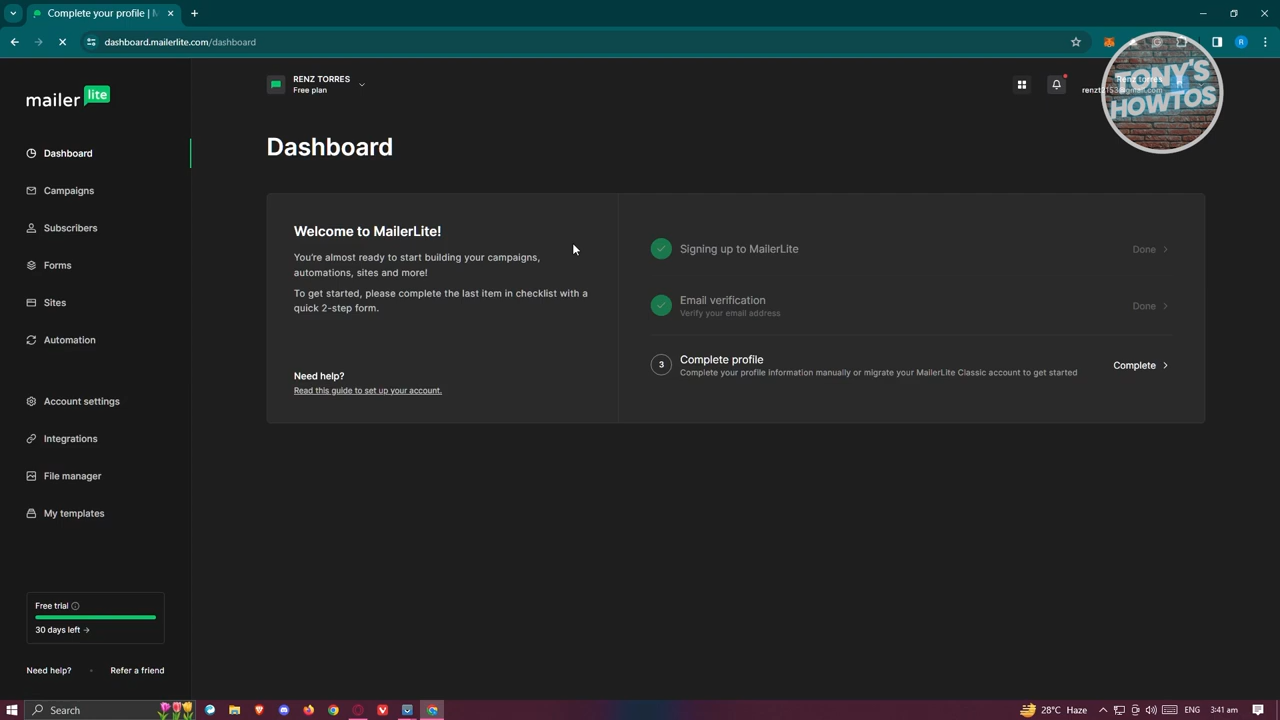 Complete your profile | M
dashboard.mailerlite.com/dashboard
R
mailer lite
RENZ TORRES
Free plan
Renz torres
TONY'S
HOWTOS
Dashboard
Campaigns
Subscribers
Forms
Sites
Automation
Account settings
Integrations
File manager
My templates
Free trial
30 days left →
Need help?
Refer a friend
Dashboard
Welcome to MailerLite!
You're almost ready to start building your campaigns,
automations, sites and more!
To get started, please complete the last item in checklist with a
quick 2-step form.
Need help?
Read this guide to set up your account.
Signing up to MailerLite
Done
Email verification
Verify your email address
Done
3
Complete profile
Complete your profile information manually or migrate your MailerLite Classic account to get started
Complete
Search
28°C Haze
ENG
3:41 am